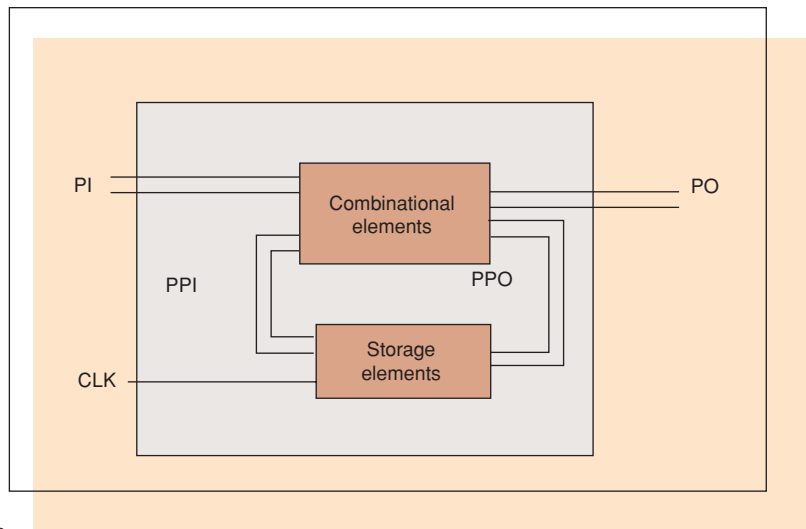 PI
Combinational
elements
PO
PPI
PPO
Storage
elements
CLK